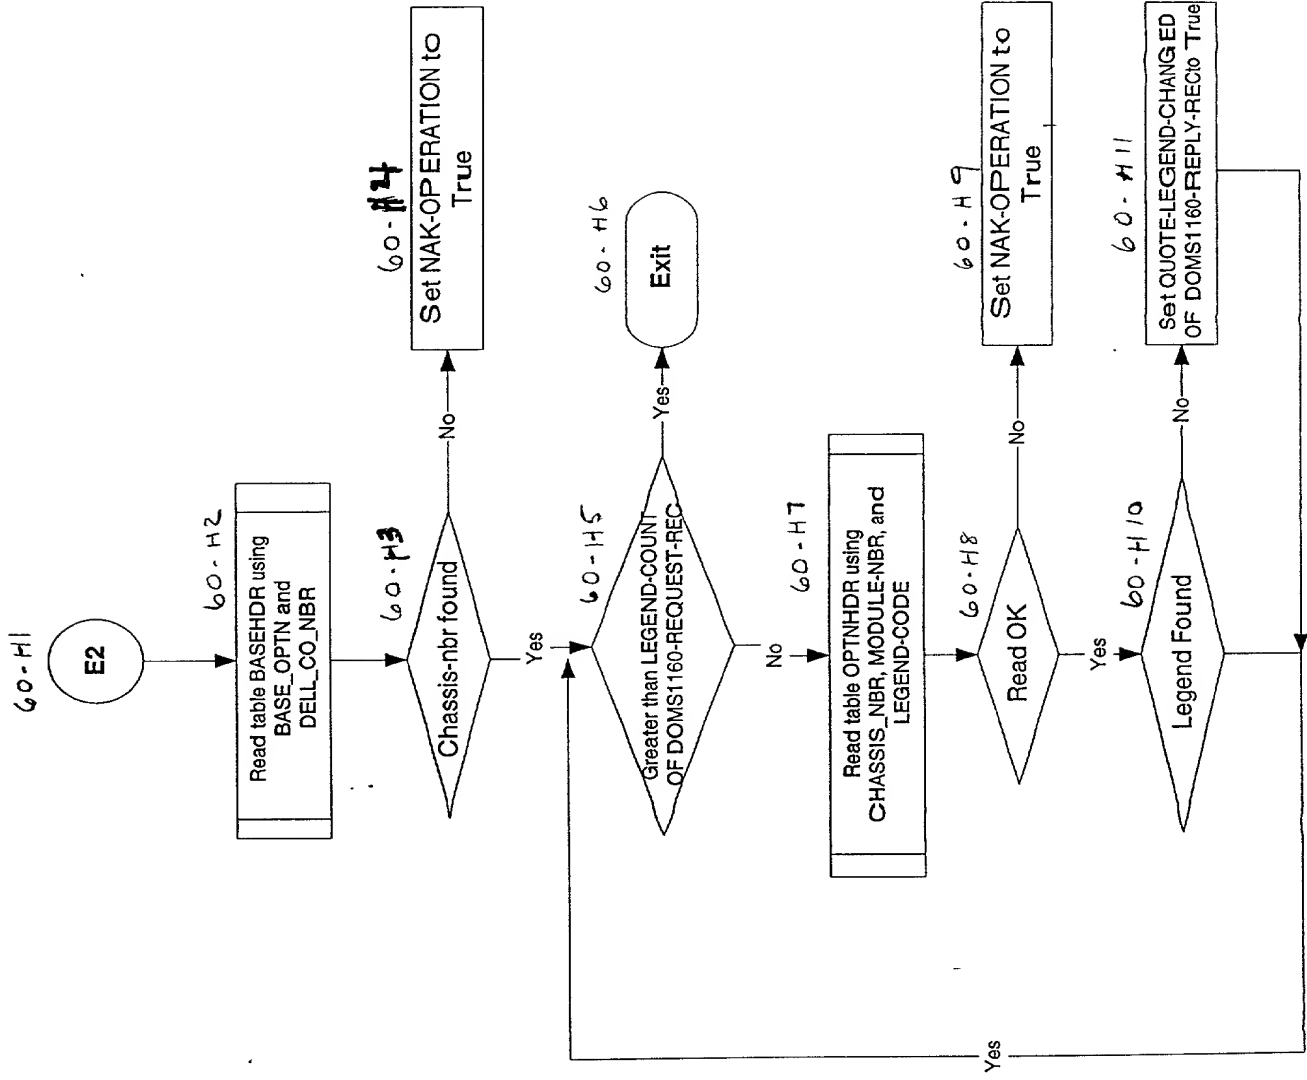 60-H1
E2
60-H2
Read table BASEHDR using
BASE_OPTN and
DELL_CO_NBR
60-H3
Chassis-nbr found
No
60-H4
Set NAK-OPERATION to
True
Yes
60-H5
Greater than LEGEND-COUNT
OF DOMS1160-REQUEST-REC
Yes
60-H6
Exit
No
60-H7
Read table OPTNHDR using
CHASSIS_NBR, MODULE-NBR, and
LEGEND-CODE
60-H8
Read OK
No
60-H9
Set NAK-OPERATION to
True
Yes
60-H10
Legend Found
No
60-H11
Set QUOTE-LEGEND-CHANG ED
OF DOMS1160-REPLY-RECto True
Yes